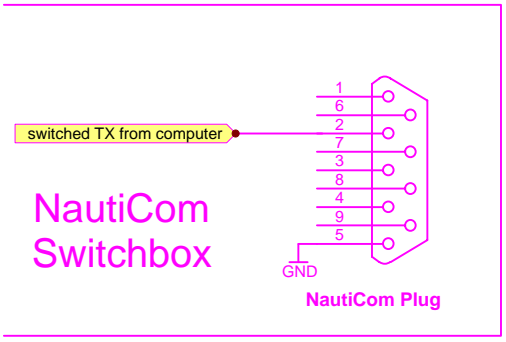 1
6
switched TX from computer
2
7
3
8
NautiCom
4
9
Switchbox
5
GND
NautiCom Plug